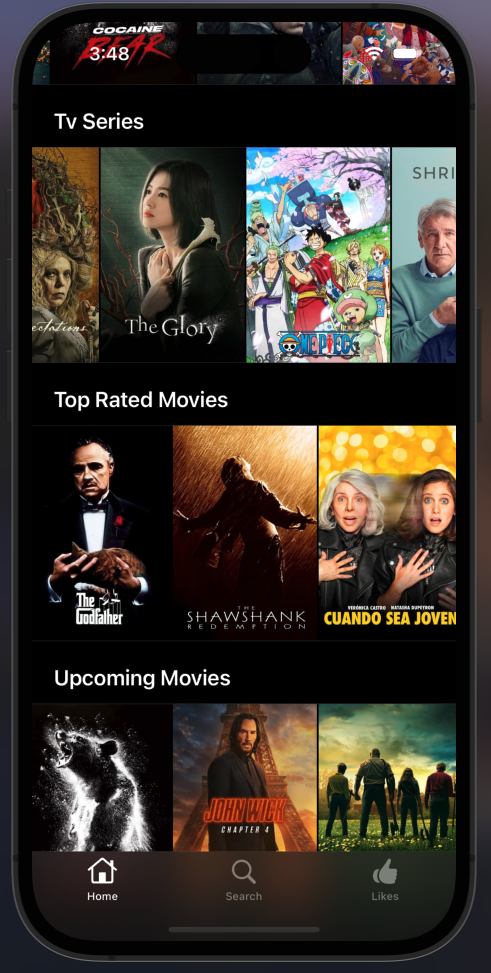 COCAINE
BEAR
3:48
Tv Series
ectations
The Glory
ONE PIECE
SHRI
Top Rated Movies
The
Godfather
THE
SHAWSHANK
REDEMPTION
VERÓNICA CASTRO NATASHA DUPEYRÓN
CUANDO SEA JOVEN
Upcoming Movies
JOHN WICK
CHAPTER 4
Home
Search
Likes